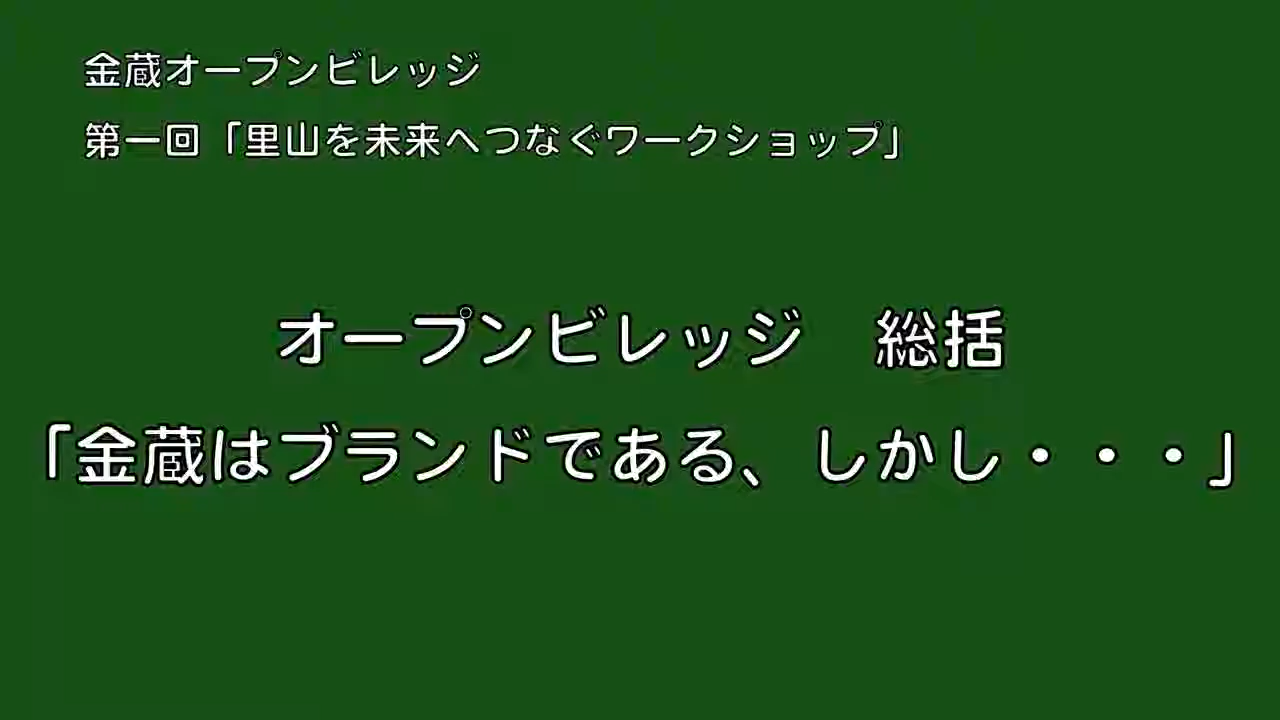 金蔵オープンビレッジ
第一回「里山を未来へつなぐワークショップ」
オープンビレッジ　総括
「金蔵はブランドである、しかし・・・」